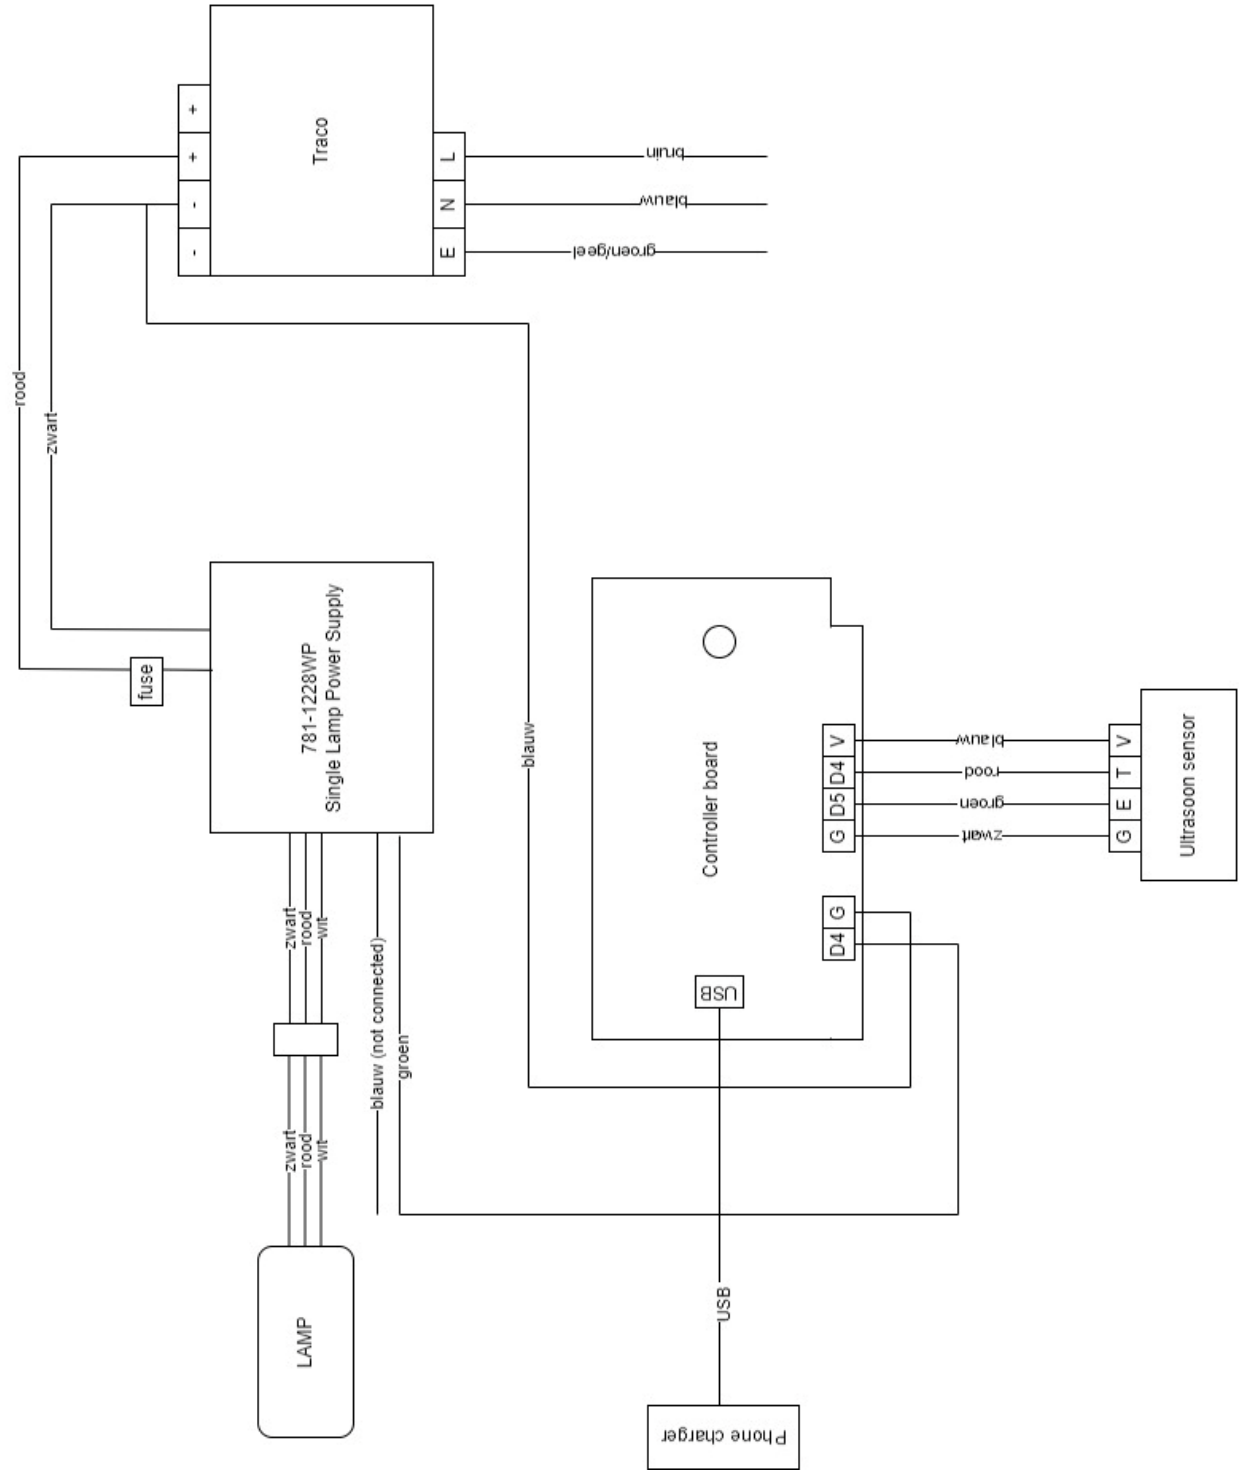 +
+
-
-
Traco
L
N
E
bruin
blauw
groen/geel
rood
zwart
fuse
781-1228WP
Single Lamp Power Supply
blauw
Controller board
V
D4
D5
G
G
D4
USB
blauw
rood
groen
zwart
V
T
E
G
Ultrasoon sensor
zwart
rood
wit
blauw (not connected)
groen
zwart
rood
wit
LAMP
USB
Phone charger